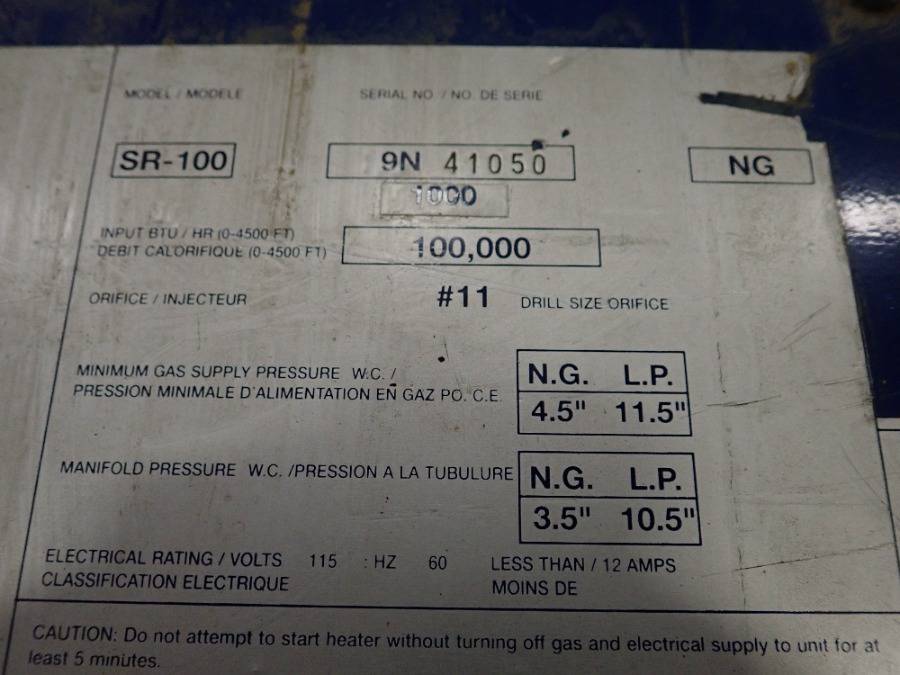 MODEL / MODELE SERIAL NO. / NO. DE SERIE
SR-100 9N 41050 NG
1000
INPUT BTU / HR (0-4500 FT)
DEBIT CALORIFIQUE (0-4500 FT) 100,000
ORIFICE / INJECTEUR #11 DRILL SIZE ORIFICE
MINIMUM GAS SUPPLY PRESSURE W.C. / N.G. L.P.
PRESSION MINIMALE D'ALIMENTATION EN GAZ PO. C.E. 4.5" 11.5"
MANIFOLD PRESSURE W.C. /PRESSION A LA TUBULURE N.G. L.P.
3.5" 10.5"
ELECTRICAL RATING / VOLTS 115 : HZ 60 LESS THAN / 12 AMPS
CLASSIFICATION ELECTRIQUE MOINS DE
CAUTION: Do not attempt to start heater without turning off gas and electrical supply to unit for at
least 5 minutes.